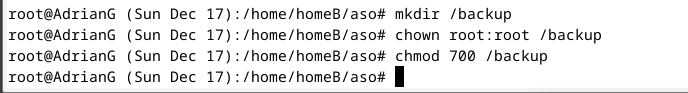 root@AdrianG (Sun Dec 17):/home/homeB/aso# mkdir /backup
root@AdrianG (Sun Dec 17):/home/homeB/aso# chown root:root /backup
root@AdrianG (Sun Dec 17):/home/homeB/aso# chmod 700 /backup
root@AdrianG (Sun Dec 17):/home/homeB/aso#